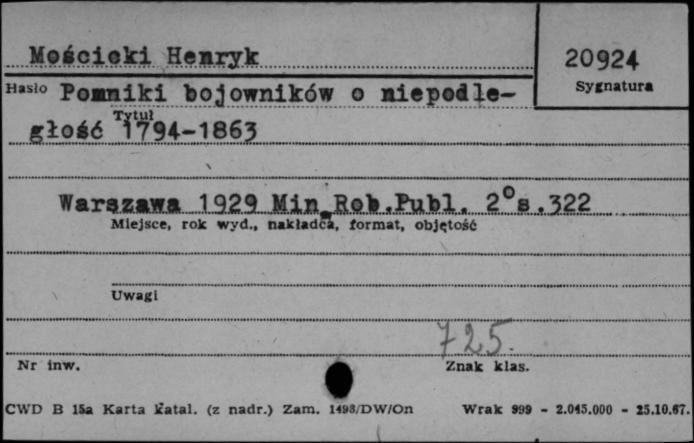 Mościcki Henryk
20924
Sygnatura
Hasło Pomniki bojowników o niepodle-
Tytuł
głość 1794-1863
Warszawa 1929 Min.Rob.Publ. 2° s.322
Miejsce, rok wyd., nakładca, format, objętość
Uwagi
725.
Nr inw.
Znak klas.
CWD B 15a Karta katal. (z nadr.) Zam. 1493/DW/On Wrak 999 - 2.045.000 - 25.10.67.